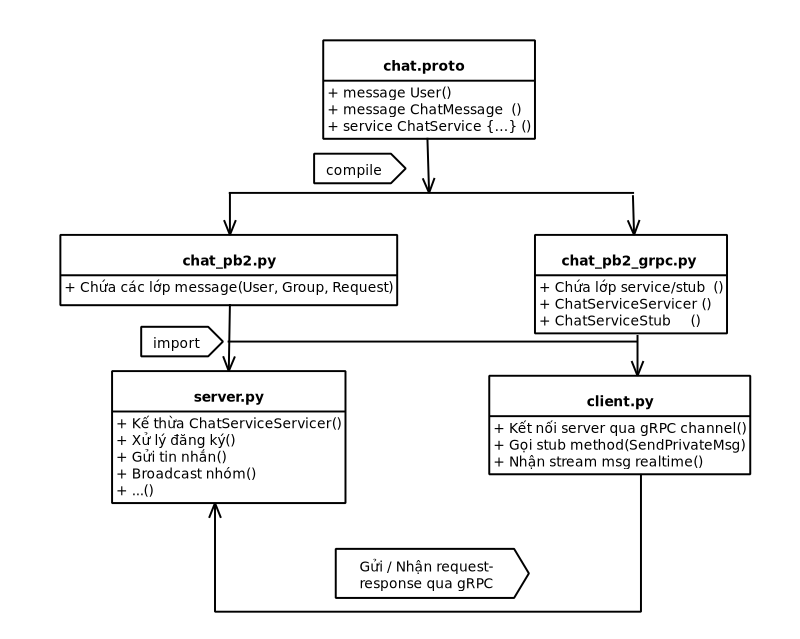 chat.proto
+ message User()
+ message ChatMessage ()
+ service ChatService {...} ()
compile
chat_pb2.py
+ Chứa các lớp message(User, Group, Request)
chat_pb2_grpc.py
+ Chứa lớp service/stub ()
+ ChatServiceServicer ()
+ ChatServiceStub ()
import
server.py
+ Kế thừa ChatServiceServicer()
+ Xử lý đăng ký()
+ Gửi tin nhắn()
+ Broadcast nhóm()
+ ...()
client.py
+ Kết nối server qua gRPC channel()
+ Gọi stub method(SendPrivateMsg)
+ Nhận stream msg realtime()
Gửi / Nhận request-
response qua gRPC